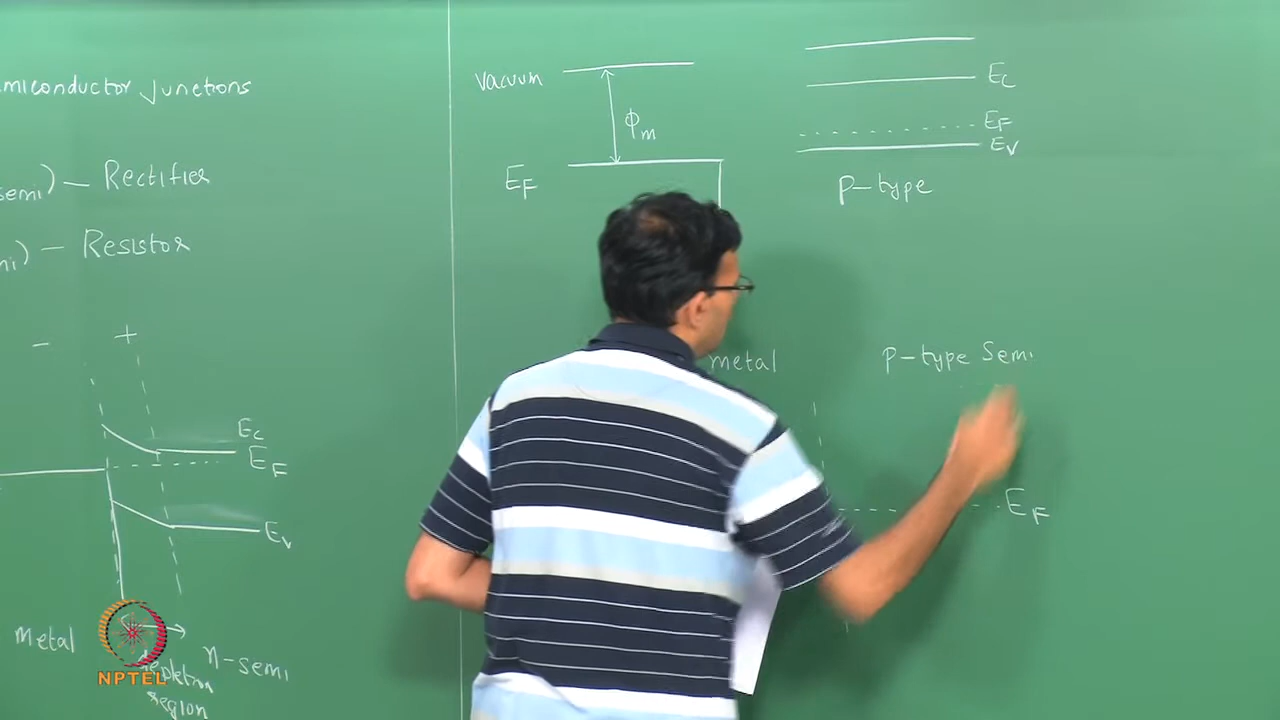 miconductor junctions
semi) — Rectifier
mi) — Resistor
— +
Ec
EF
Ev
metal
depletion
region
n-semi
NPTEL
Vacuum
ϕm
EF
Ec
EF
Ev
p-type
metal
p-type Semi
EF